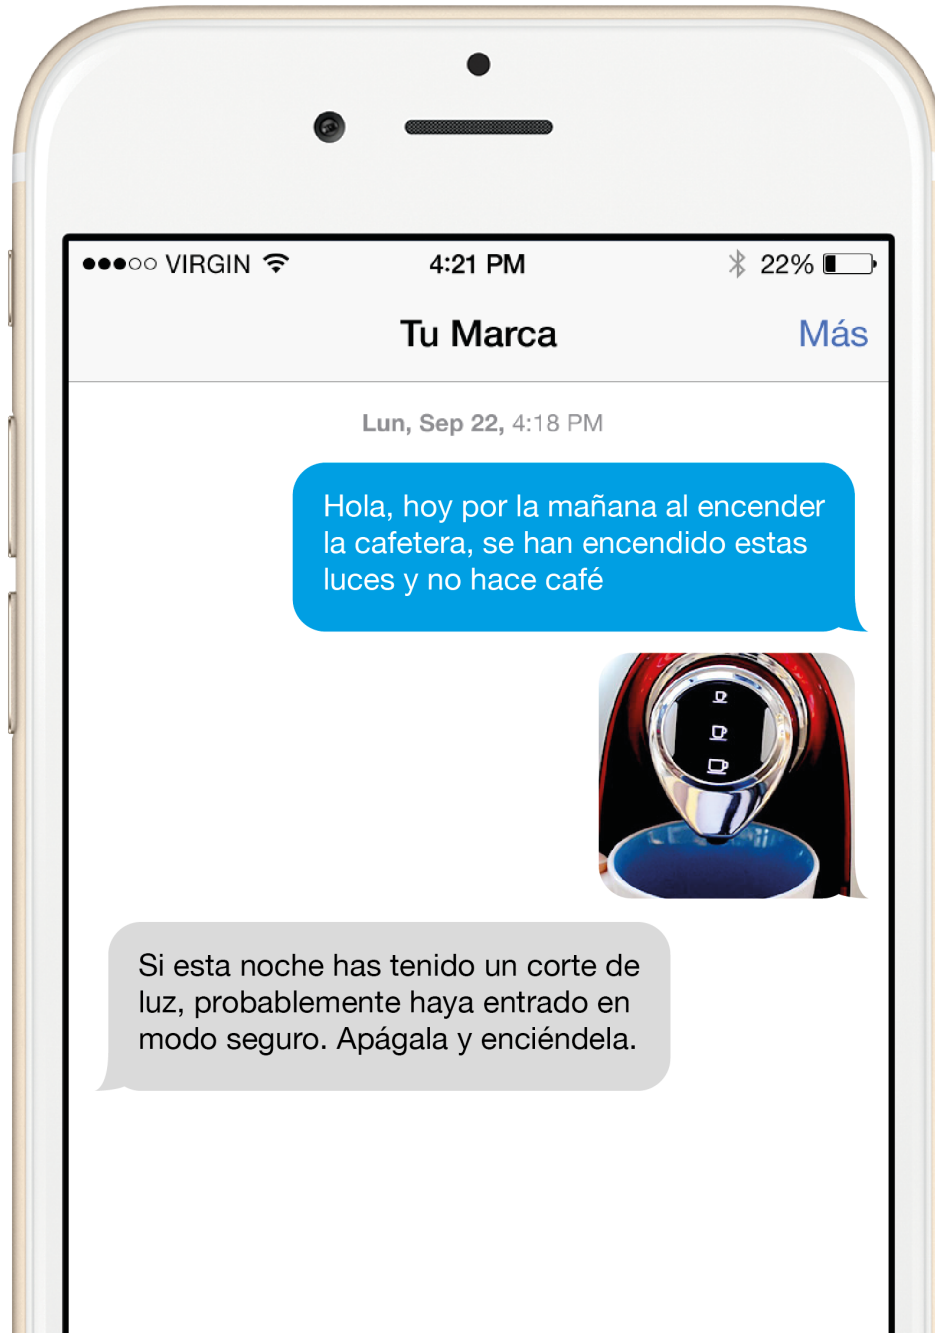 VIRGIN 4:21 PM 22%
Tu Marca Más
Lun, Sep 22, 4:18 PM
Hola, hoy por la mañana al encender
la cafetera, se han encendido estas
luces y no hace café
Si esta noche has tenido un corte de
luz, probablemente haya entrado en
modo seguro. Apágala y enciéndela.